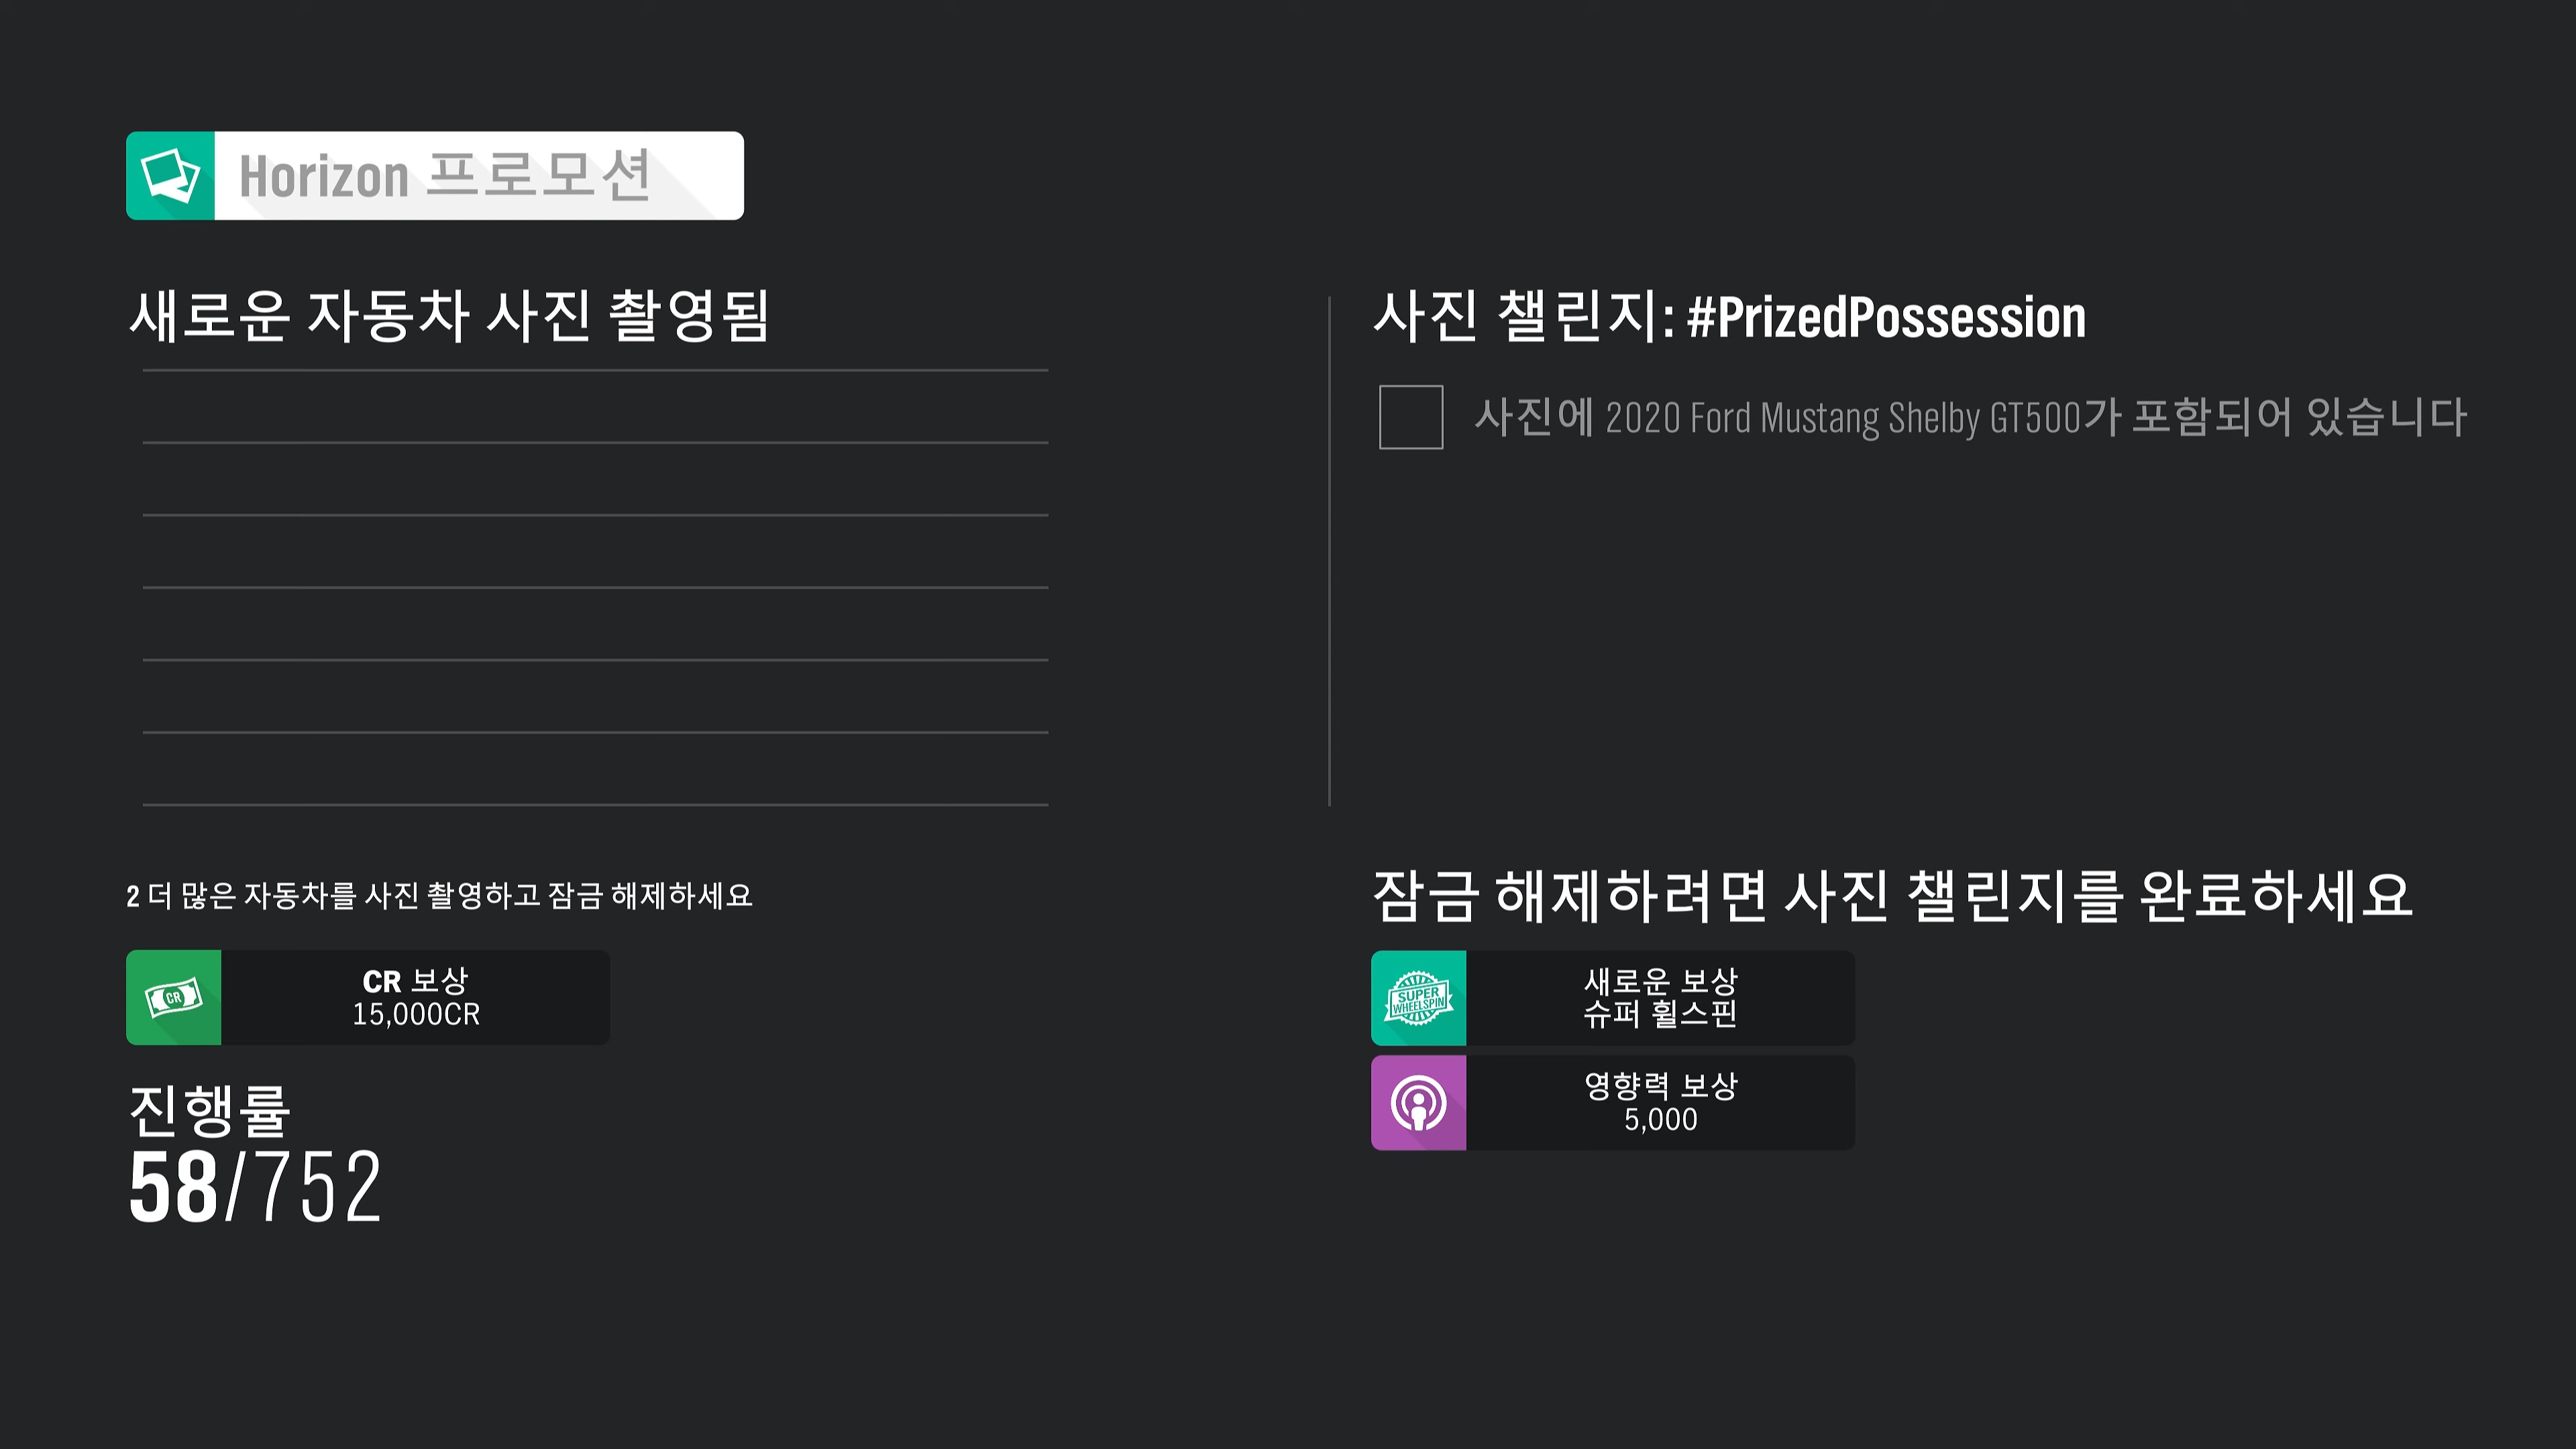 Horizon 프로모션
새로운 자동차 사진 촬영됨
2 더 많은 자동차를 사진 촬영하고 잠금 해제하세요
CR
CR 보상
15,000CR
진행률
58/752
사진 챌린지: #PrizedPossession
사진에 2020 Ford Mustang Shelby GT500가 포함되어 있습니다
잠금 해제하려면 사진 챌린지를 완료하세요
SUPER
WHEELSPIN
새로운 보상
슈퍼 휠스핀
영향력 보상
5,000